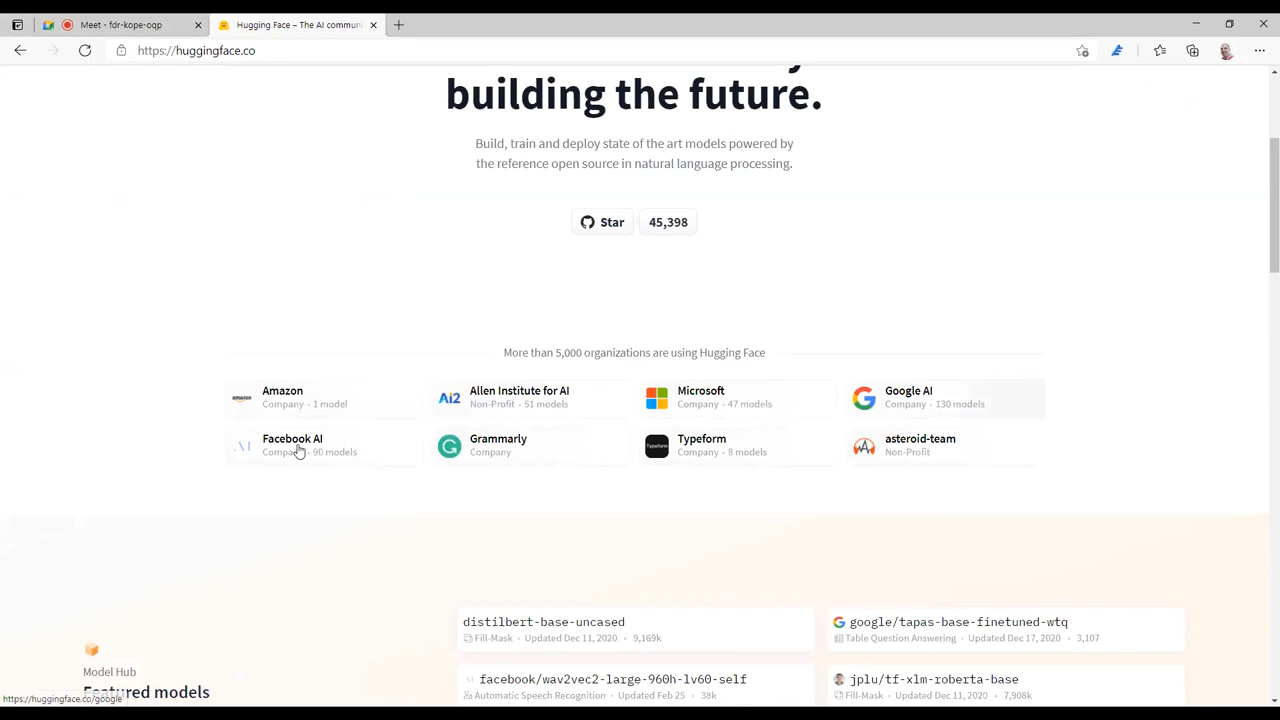 Meet - fdr-kope-oqp
Hugging Face – The AI commun
https://huggingface.co
building the future.
Build, train and deploy state of the art models powered by
the reference open source in natural language processing.
Star 45,398
More than 5,000 organizations are using Hugging Face
amazon Amazon
Company · 1 model
AI2 Allen Institute for AI
Non-Profit · 51 models
Microsoft
Company · 47 models
Google AI
Company · 130 models
Facebook AI
Company · 90 models
Grammarly
Company
Typeform Typeform
Company · 8 models
asteroid-team
Non-Profit
distilbert-base-uncased
Fill-Mask · Updated Dec 11, 2020 · 9,169k
google/tapas-base-finetuned-wtq
Table Question Answering · Updated Dec 17, 2020 · 3,107
Model Hub
Featured models
facebook/wav2vec2-large-960h-lv60-self
Automatic Speech Recognition · Updated Feb 25 · 38k
jplu/tf-xlm-roberta-base
Fill-Mask · Updated Dec 11, 2020 · 7,908k
https://huggingface.co/google